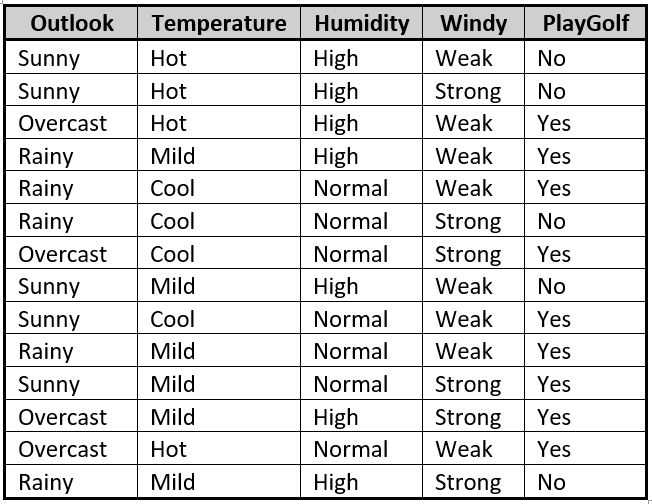 Outlook Temperature Humidity Windy PlayGolf
Sunny Hot High Weak No
Sunny Hot High Strong No
Overcast Hot High Weak Yes
Rainy Mild High Weak Yes
Rainy Cool Normal Weak Yes
Rainy Cool Normal Strong No
Overcast Cool Normal Strong Yes
Sunny Mild High Weak No
Sunny Cool Normal Weak Yes
Rainy Mild Normal Weak Yes
Sunny Mild Normal Strong Yes
Overcast Mild High Strong Yes
Overcast Hot Normal Weak Yes
Rainy Mild High Strong No